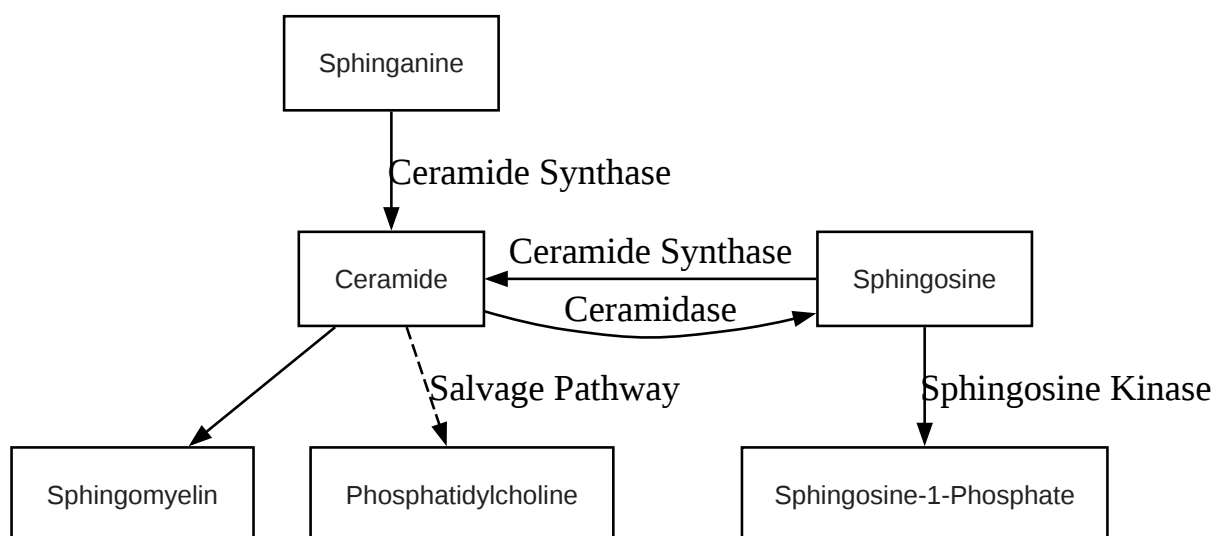 Sphinganine
Ceramide Synthase
Ceramide
Ceramide Synthase
Sphingosine
Ceramidase
Salvage Pathway
Sphingosine Kinase
Sphingomyelin
Phosphatidylcholine
Sphingosine-1-Phosphate